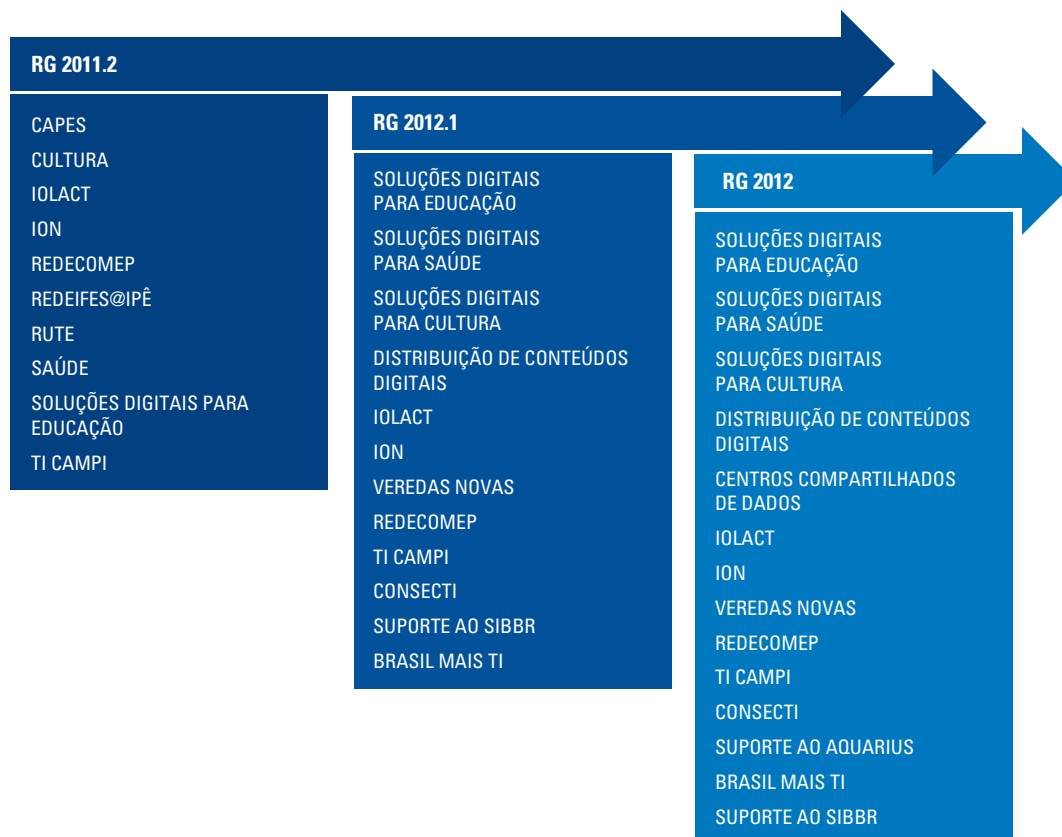 RG 2011.2
CAPES
CULTURA
IOLACT
ION
REDECOMEP
REDEIFES@IPÊ
RUTE
SAÚDE
SOLUÇÕES DIGITAIS PARA
EDUCAÇÃO
TI CAMPI
RG 2012.1
SOLUÇÕES DIGITAIS
PARA EDUCAÇÃO
SOLUÇÕES DIGITAIS
PARA SAÚDE
SOLUÇÕES DIGITAIS
PARA CULTURA
DISTRIBUIÇÃO DE CONTEÚDOS
DIGITAIS
IOLACT
ION
VEREDAS NOVAS
REDECOMEP
TI CAMPI
CONSECTI
SUPORTE AO SIBBR
BRASIL MAIS TI
RG 2012
SOLUÇÕES DIGITAIS
PARA EDUCAÇÃO
SOLUÇÕES DIGITAIS
PARA SAÚDE
SOLUÇÕES DIGITAIS
PARA CULTURA
DISTRIBUIÇÃO DE CONTEÚDOS
DIGITAIS
CENTROS COMPARTILHADOS
DE DADOS
IOLACT
ION
VEREDAS NOVAS
REDECOMEP
TI CAMPI
CONSECTI
SUPORTE AO AQUARIUS
BRASIL MAIS TI
SUPORTE AO SIBBR